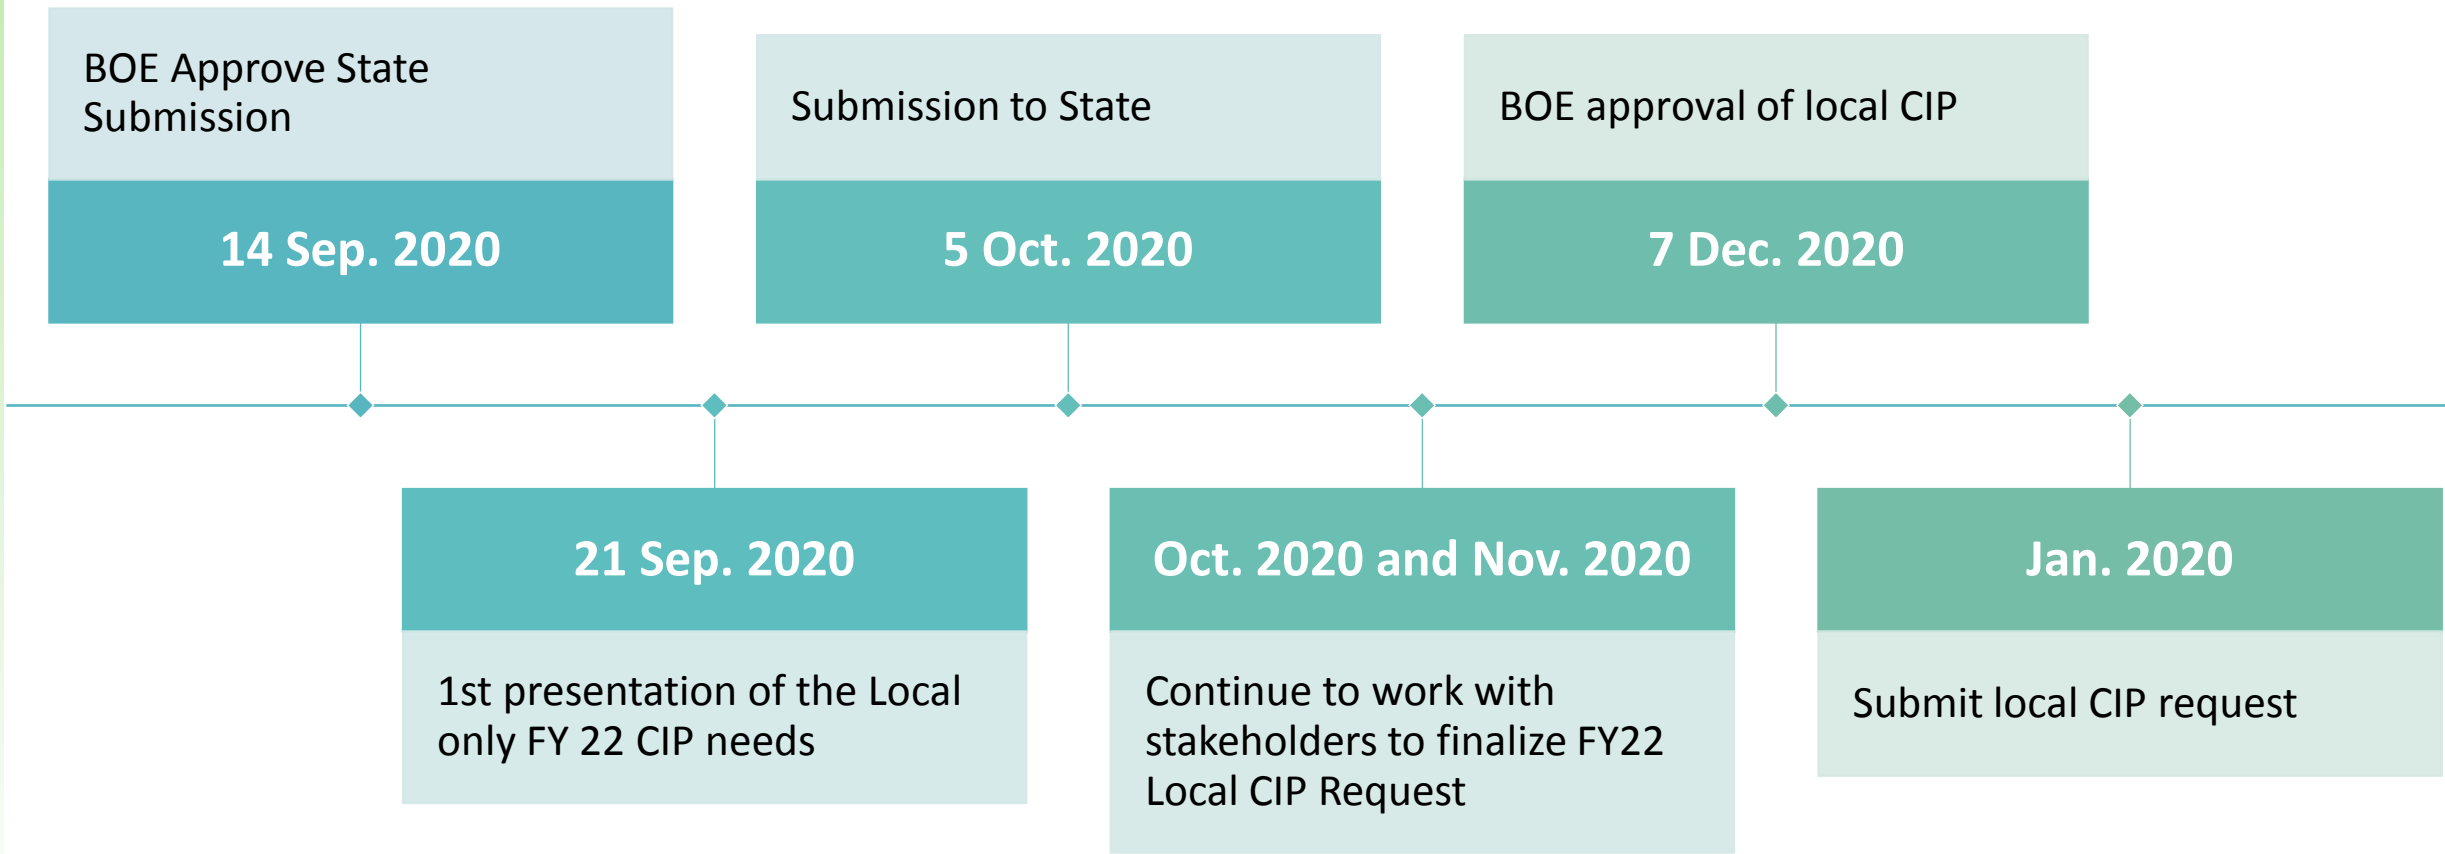 BOE Approve State
Submission
14 Sep. 2020
21 Sep. 2020
1st presentation of the Local
only FY 22 CIP needs
Submission to State
5 Oct. 2020
Oct. 2020 and Nov. 2020
Continue to work with
stakeholders to finalize FY22
Local CIP Request
BOE approval of local CIP
7 Dec. 2020
Jan. 2020
Submit local CIP request